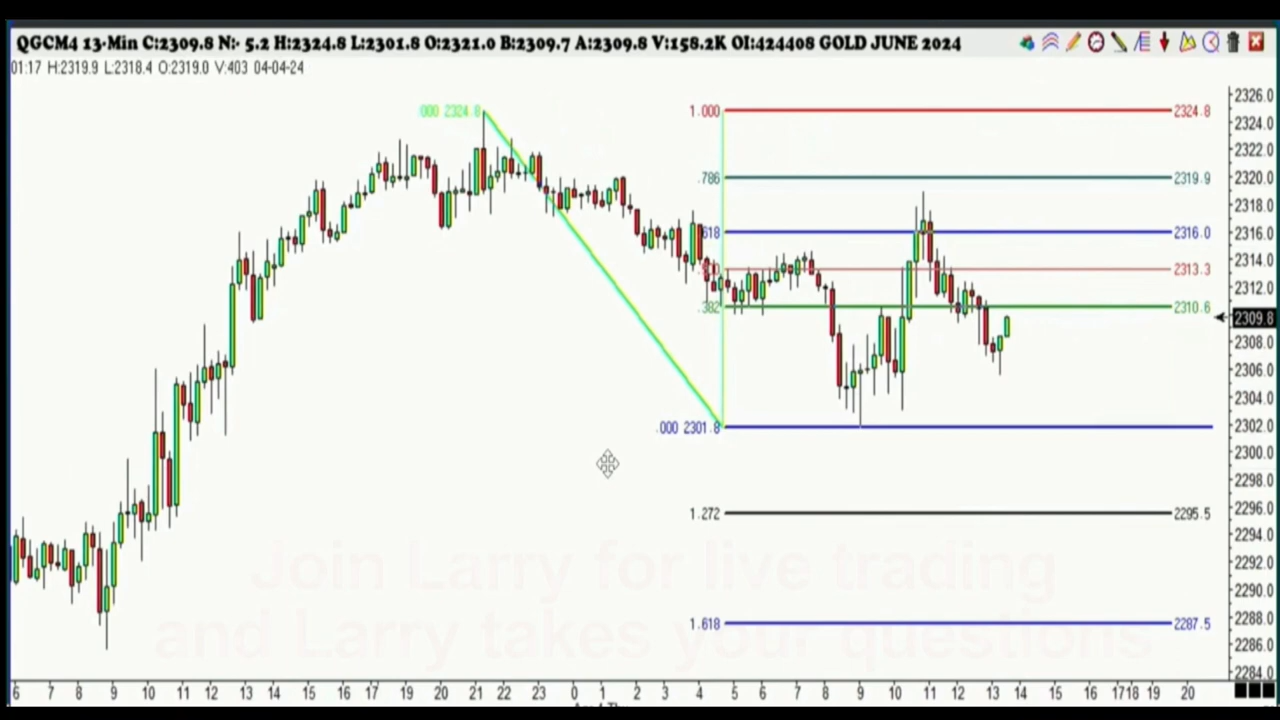 QGCM4 13-Min C:2309.8 N:- 5.2 H:2324.8 L:2301.8 O:2321.0 B:2309.7 A:2309.8 V:158.2K OI:424408 GOLD JUNE 2024
01:17 H:2319.9 L:2318.4 O:2319.0 V:403 04-04-24
2326.0
000 2324.8 1.000 2324.8
2324.0
2322.0
.786 2319.9 2320.0
2318.0
618 2316.0 2316.0
2313.3 2314.0
2312.0
.382 2310.6
2309.8
2308.0
2306.0
2304.0
.000 2301.8 2302.0
2300.0
2298.0
1.272 2295.5 2296.0
2294.0
Join Larry for live trading
2292.0
2290.0
and Larry takes your questions
1.618 2287.5 2288.0
2286.0
2284.0
6 7 8 9 10 11 12 13 14 15 16 17 19 20 21 22 23 0 1 2 3 4 5 6 7 8 9 10 11 12 13 14 15 16 1718 19 20